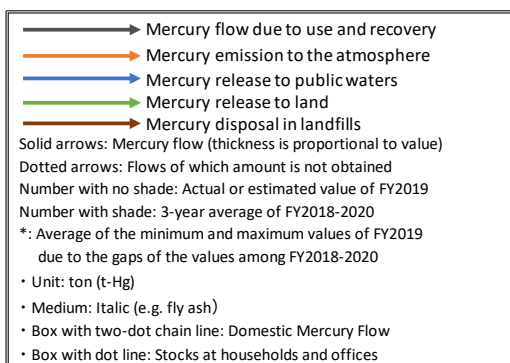 Mercury flow due to use and recovery
Mercury emission to the atmosphere
Mercury release to public waters
Mercury release to land
Mercury disposal in landfills
Solid arrows: Mercury flow (thickness is proportional to value)
Dotted arrows: Flows of which amount is not obtained
Number with no shade: Actual or estimated value of FY2019
Number with shade: 3-year average of FY2018-2020
*: Average of the minimum and maximum values of FY2019
due to the gaps of the values among FY2018-2020
・Unit: ton (t-Hg)
・Medium: Italic (e.g. fly ash）
・Box with two-dot chain line: Domestic Mercury Flow
・Box with dot line: Stocks at households and offices